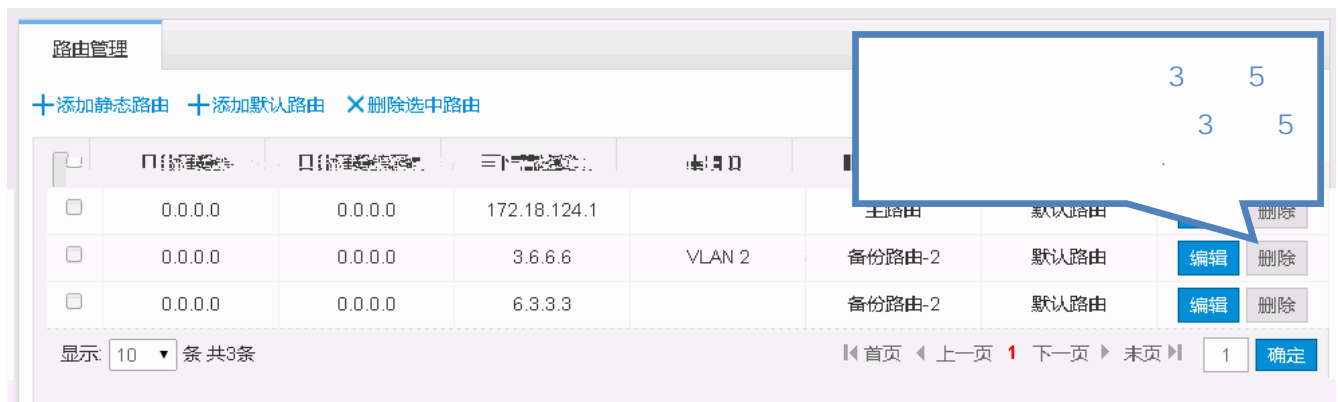 路由管理
3 5
添加静态路由 添加默认路由 删除选中路由
3 5
0.0.0.0 0.0.0.0 172.18.124.1 主路由 默认路由 删除
0.0.0.0 0.0.0.0 3.6.6.6 VLAN 2 备份路由-2 默认路由 编辑 删除
0.0.0.0 0.0.0.0 6.3.3.3 备份路由-2 默认路由 编辑 删除
显示: 10 条 共3条 首页 上一页 1 下一页 末页 1 确定